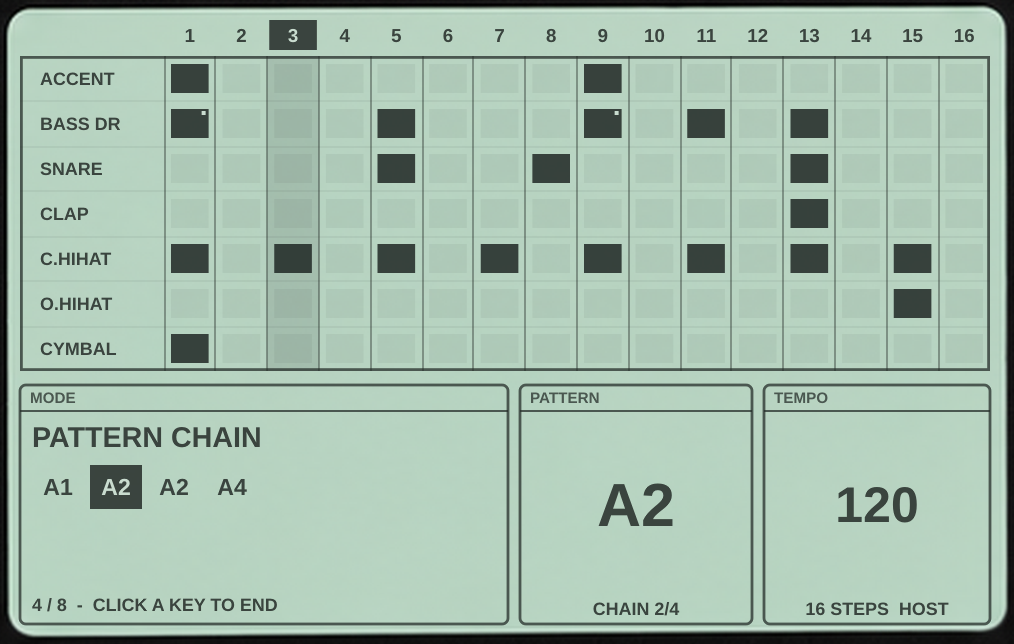 1 2 3 4 5 6 7 8 9 10 11 12 13 14 15 16
ACCENT
BASS DR
SNARE
CLAP
C.HIHAT
O.HIHAT
CYMBAL
MODE
PATTERN CHAIN
A1 A2 A2 A4
4 / 8 - CLICK A KEY TO END
PATTERN
A2
CHAIN 2/4
TEMPO
120
16 STEPS HOST